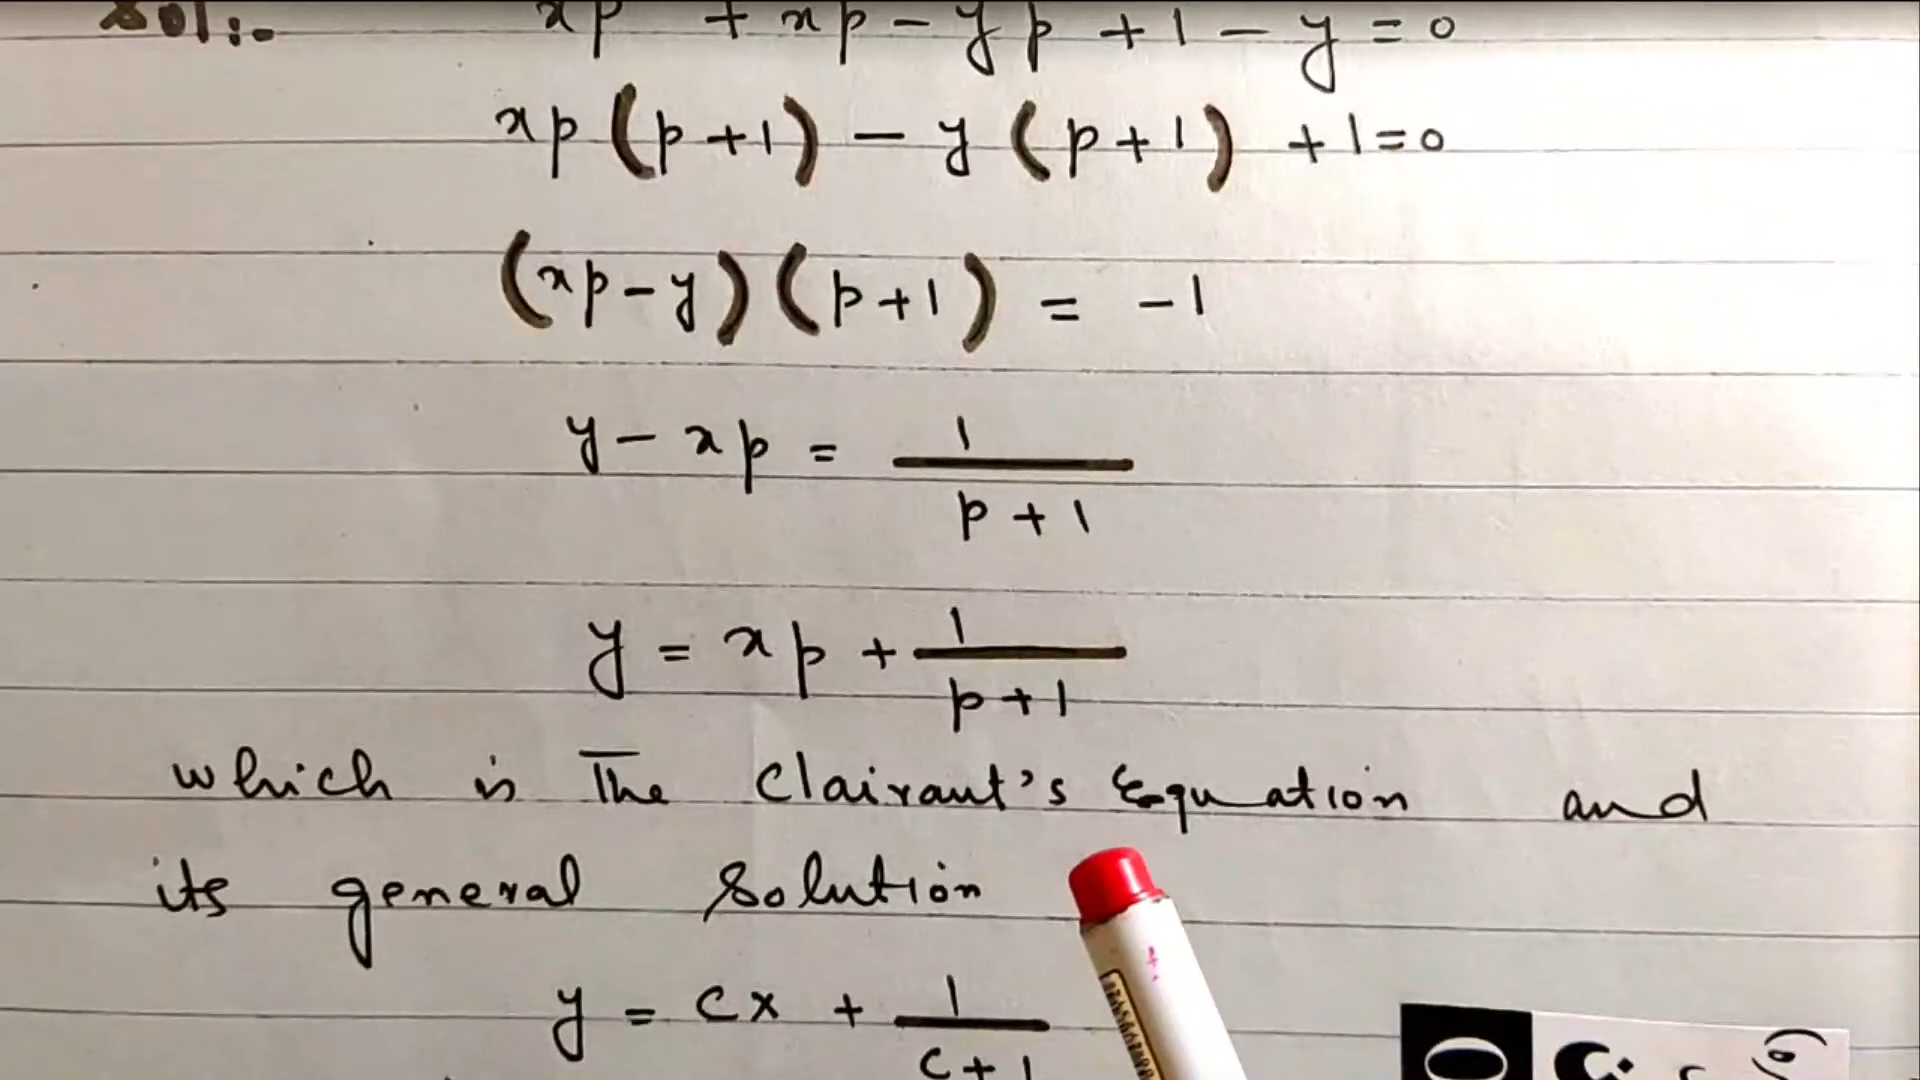 Sol:- xp + xp - yp + 1 - y = 0
xp (p+1) - y (p+1) + 1 = 0
(xp - y) (p+1) = -1
y - xp = 1 / p+1
y = xp + 1 / p+1
which is The Clairaut's Equation and
its general Solution
y = cx + 1 / c+1